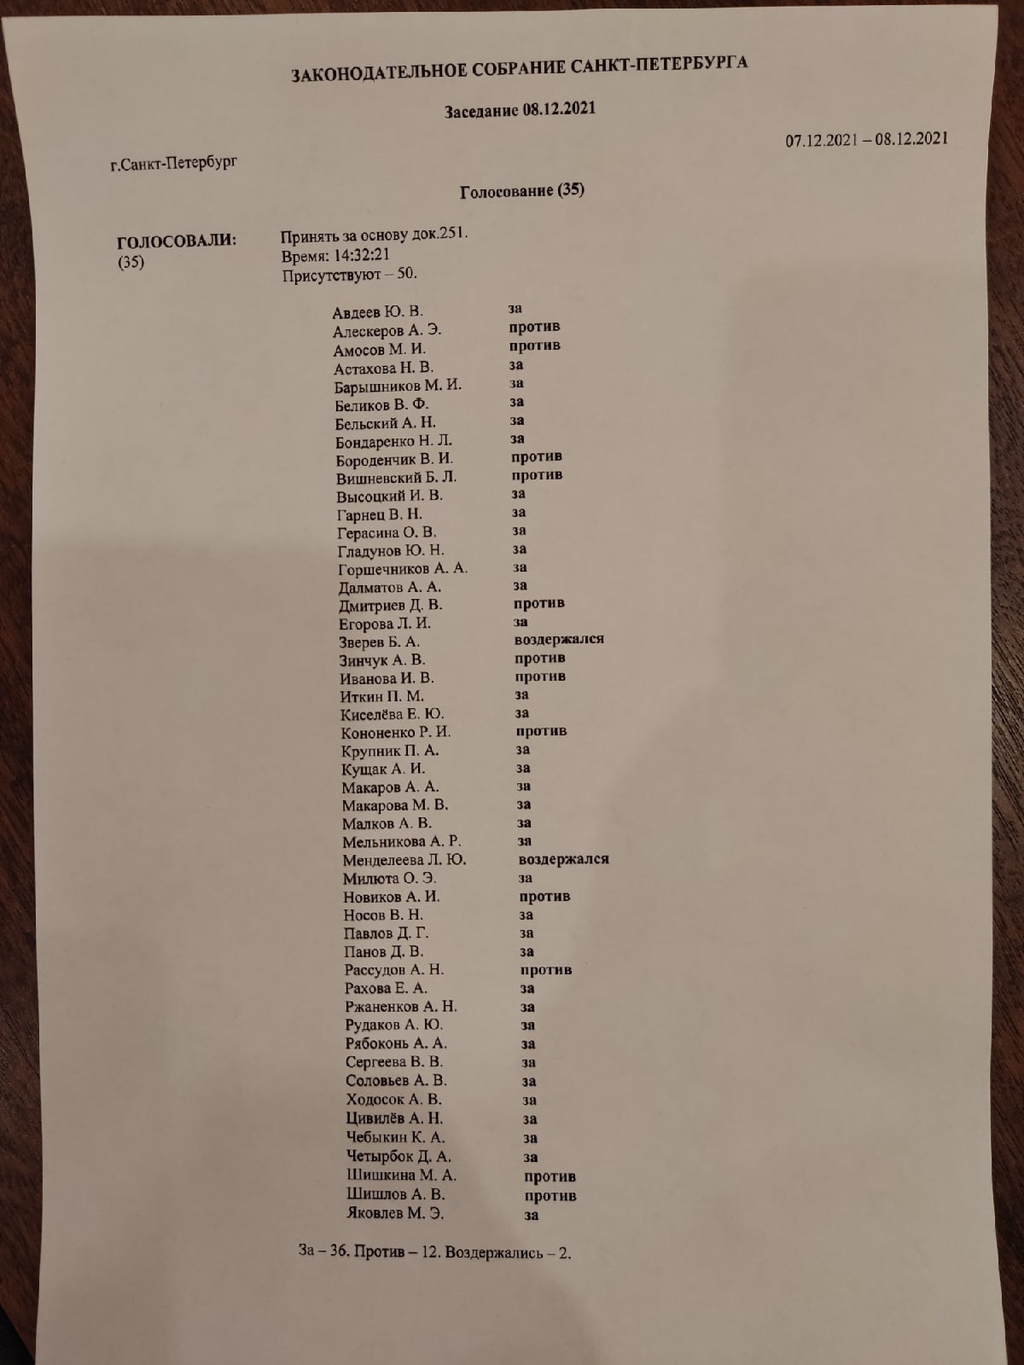 ЗАКОНОДАТЕЛЬНОЕ СОБРАНИЕ САНКТ-ПЕТЕРБУРГА
Заседание 08.12.2021
07.12.2021 – 08.12.2021
г.Санкт-Петербург
Голосование (35)
ГОЛОСОВАЛИ: Принять за основу док.251.
(35) Время: 14:32:21
Присутствуют – 50.
Авдеев Ю. В. за
Алескеров А. Э. против
Амосов М. И. против
Астахова Н. В. за
Барышников М. И. за
Беликов В. Ф. за
Бельский А. Н. за
Бондаренко Н. Л. за
Бороденчик В. И. против
Вишневский Б. Л. против
Высоцкий И. В. за
Гарнец В. Н. за
Герасина О. В. за
Гладунов Ю. Н. за
Горшечников А. А. за
Далматов А. А. за
Дмитриев Д. В. против
Егорова Л. И. за
Зверев Б. А. воздержался
Зинчук А. В. против
Иванова И. В. против
Иткин П. М. за
Киселёва Е. Ю. за
Кононенко Р. И. против
Крупник П. А. за
Кущак А. И. за
Макаров А. А. за
Макарова М. В. за
Малков А. В. за
Мельникова А. Р. за
Менделеева Л. Ю. воздержался
Милюта О. Э. за
Новиков А. И. против
Носов В. Н. за
Павлов Д. Г. за
Панов Д. В. за
Рассудов А. Н. против
Рахова Е. А. за
Ржаненков А. Н. за
Рудаков А. Ю. за
Рябоконь А. А. за
Сергеева В. В. за
Соловьев А. В. за
Ходосок А. В. за
Цивилёв А. Н. за
Чебыкин К. А. за
Четырбок Д. А. за
Шишкина М. А. против
Шишлов А. В. против
Яковлев М. Э. за
За – 36. Против – 12. Воздержались – 2.